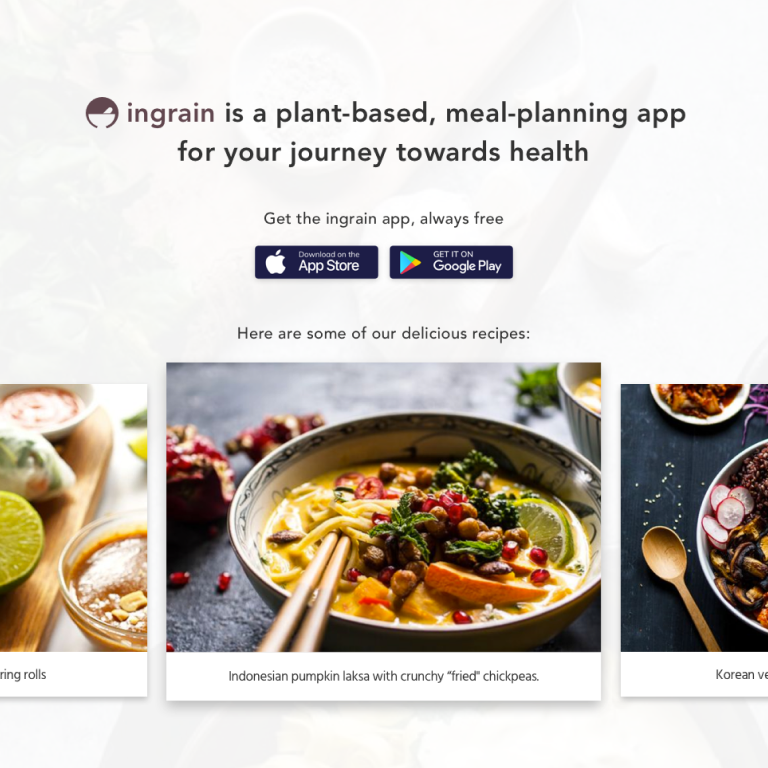 ingrain is a plant-based, meal-planning app
for your journey towards health
Get the ingrain app, always free
Download on the
App Store
GET IT ON
Google Play
Here are some of our delicious recipes:
ring rolls
Indonesian pumpkin laksa with crunchy “fried" chickpeas.
Korean ve